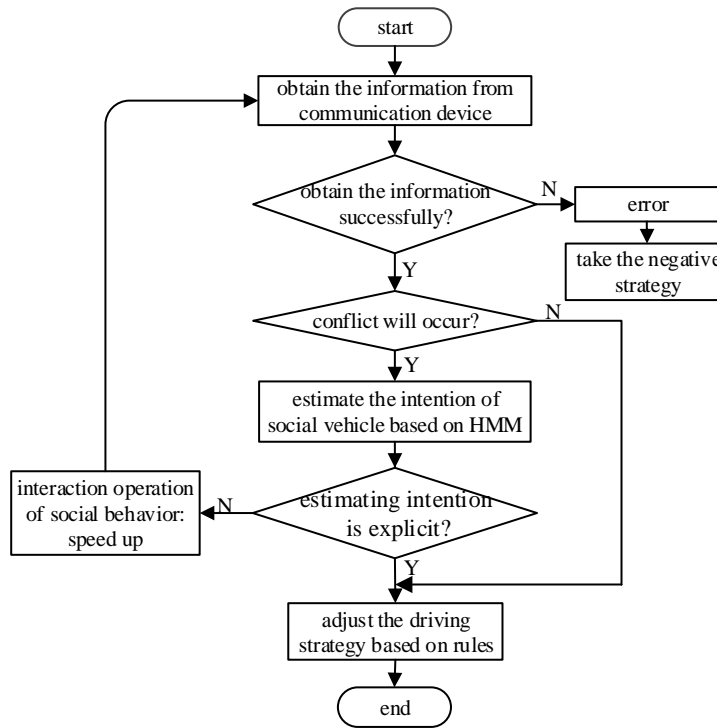 start
obtain the information from
communication device
obtain the information
successfully?
N
error
take the negative
strategy
Y
conflict will occur?
N
Y
estimate the intention of
social vehicle based on HMM
interaction operation
of social behavior:
speed up
N
estimating intention
is explicit?
Y
adjust the driving
strategy based on rules
end